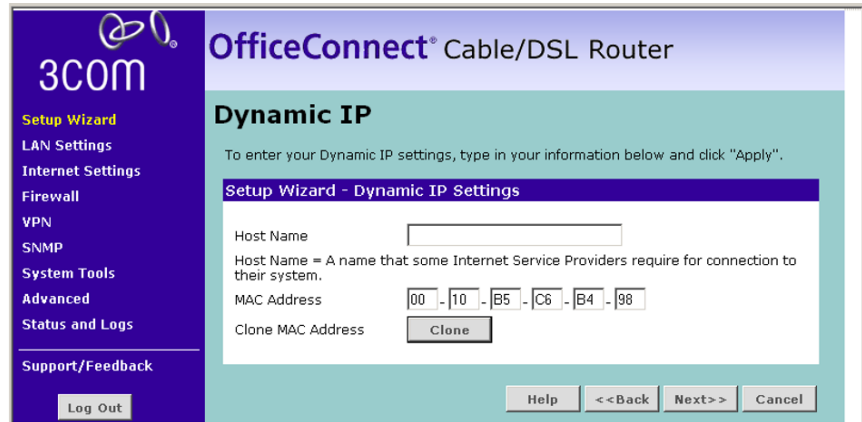 3COM
OfficeConnect® Cable/DSL Router
Setup Wizard
LAN Settings
Internet Settings
Firewall
VPN
SNMP
System Tools
Advanced
Status and Logs
Support/Feedback
Log Out
Dynamic IP
To enter your Dynamic IP settings, type in your information below and click "Apply".
Setup Wizard - Dynamic IP Settings
Host Name
Host Name = A name that some Internet Service Providers require for connection to
their system.
MAC Address 00 - 10 - B5 - C6 - B4 - 98
Clone MAC Address Clone
Help <<Back Next>> Cancel